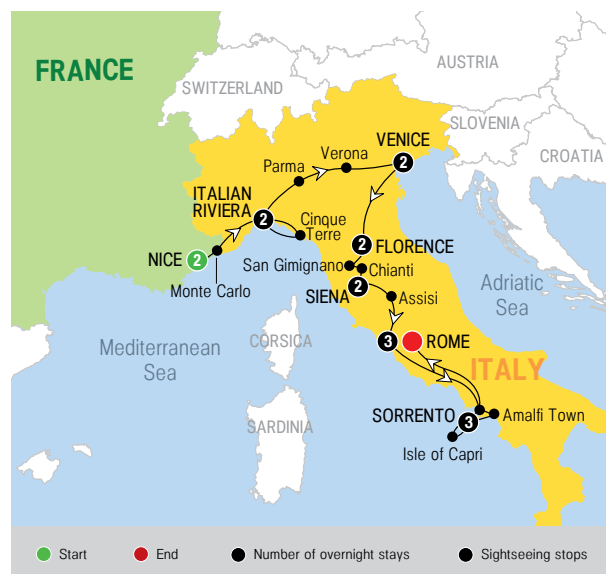 FRANCE
SWITZERLAND
AUSTRIA
SLOVENIA
CROATIA
VENICE
2
Verona
Parma
ITALIAN
RIVIERA
2
Cinque
Terre
NICE
2
Monte Carlo
2
FLORENCE
San Gimignano
Chianti
SIENA
2
Assisi
Adriatic
Sea
3
ROME
ITALY
CORSICA
Mediterranean
Sea
SARDINIA
SORRENTO
3
Amalfi Town
Isle of Capri
Start
End
Number of overnight stays
Sightseeing stops